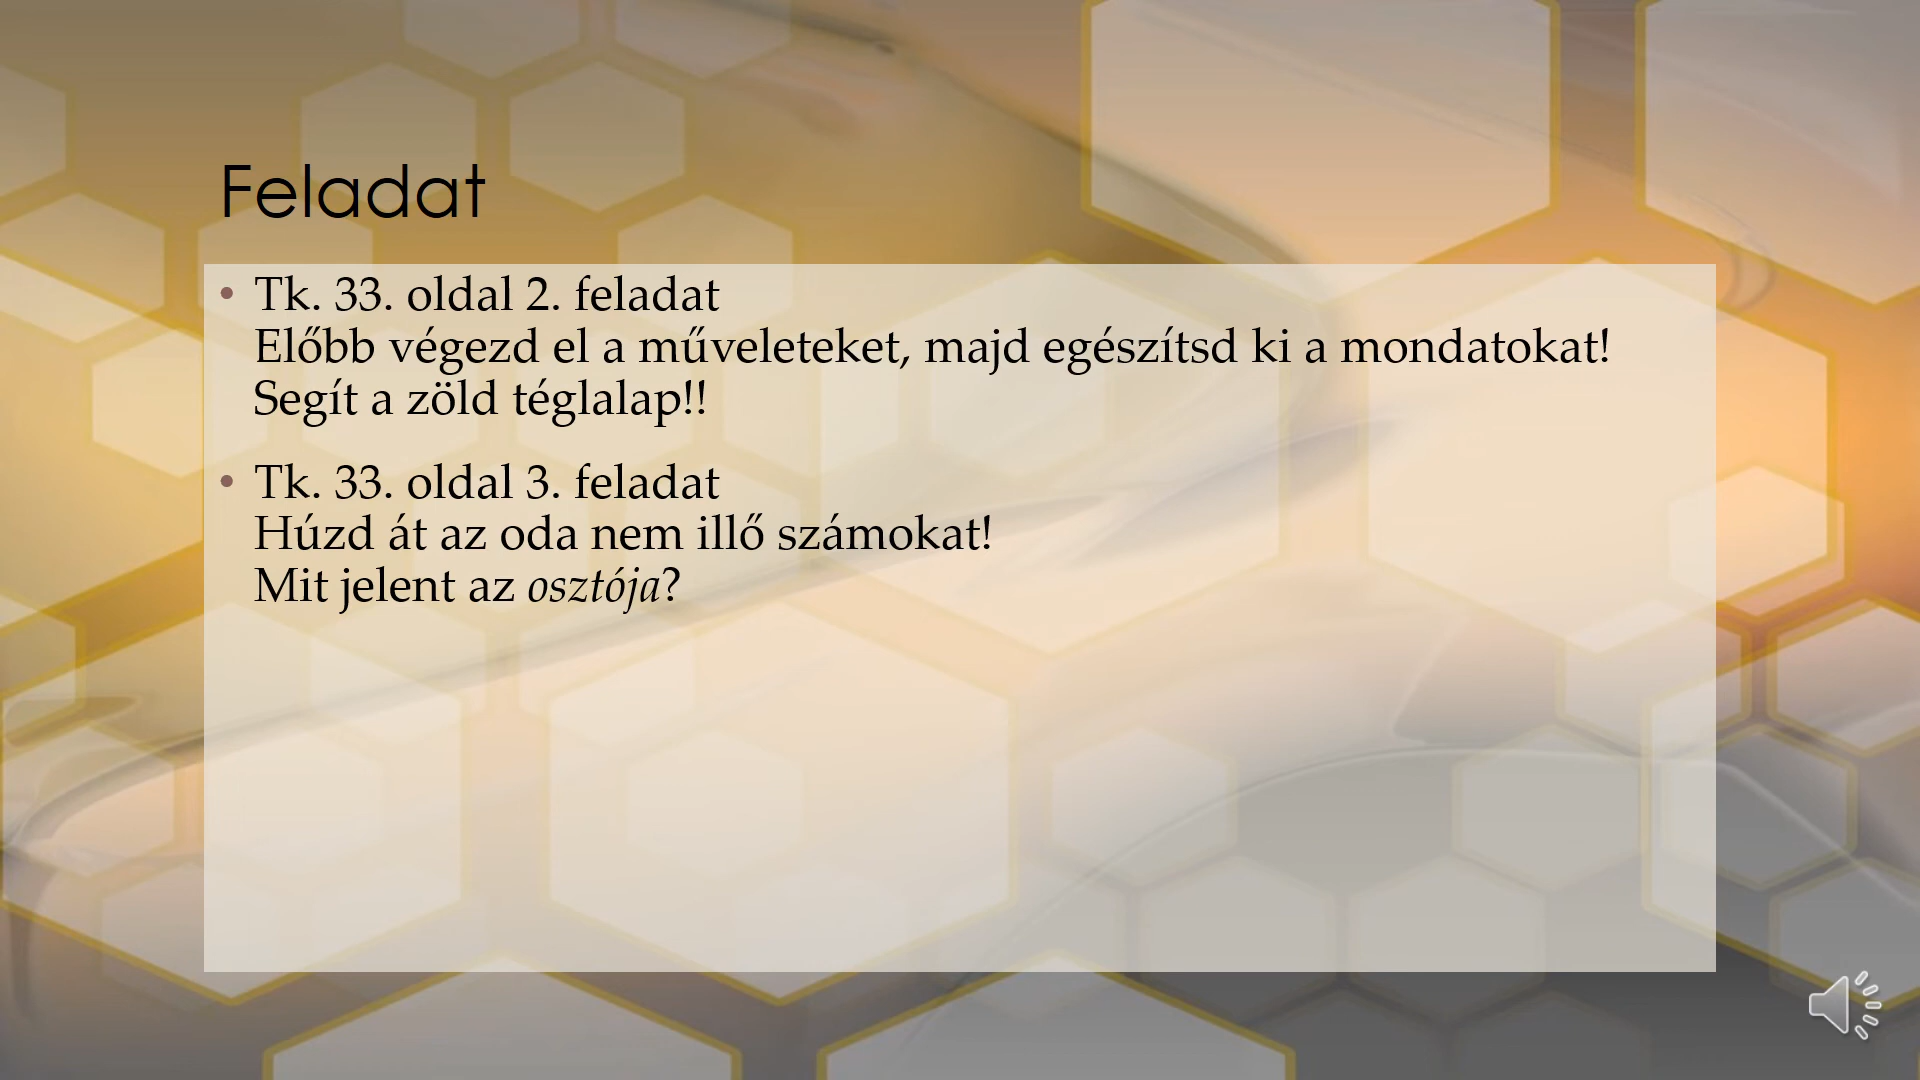 Feladat
• Tk. 33. oldal 2. feladat
Előbb végezd el a műveleteket, majd egészítsd ki a mondatokat!
Segít a zöld téglalap!!
• Tk. 33. oldal 3. feladat
Húzd át az oda nem illő számokat!
Mit jelent az osztója?